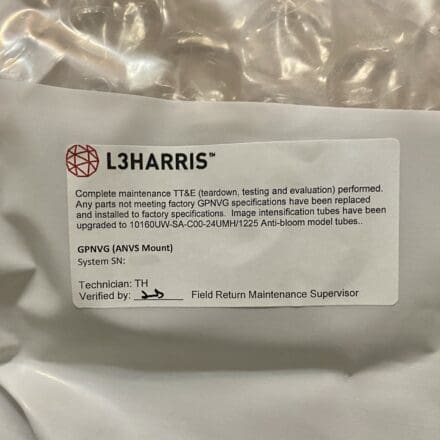 L3HARRIS™
Complete maintenance TT&E (teardown, testing and evaluation) performed.
Any parts not meeting factory GPNVG specifications have been replaced
and installed to factory specifications. Image intensification tubes have been
upgraded to 10160UW-SA-C00-24UMH/1225 Anti-bloom model tubes..
GPNVG (ANVS Mount)
System SN:
Technician: TH
Verified by: Field Return Maintenance Supervisor